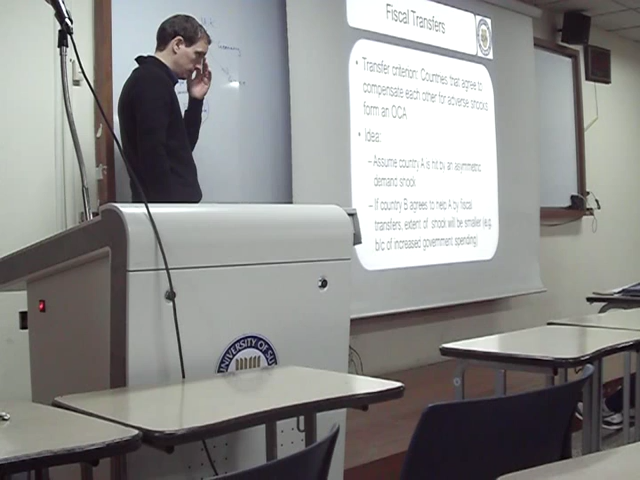 Fiscal Transfers
• Transfer criterion: Countries that agree to
compensate each other for adverse shocks
form an OCA
• Idea:
– Assume country A is hit by an asymmetric
demand shock
– If country B agrees to help A by fiscal
transfers, extent of shock will be smaller (e.g.
b/c of increased government spending)
UNIVERSITY OF